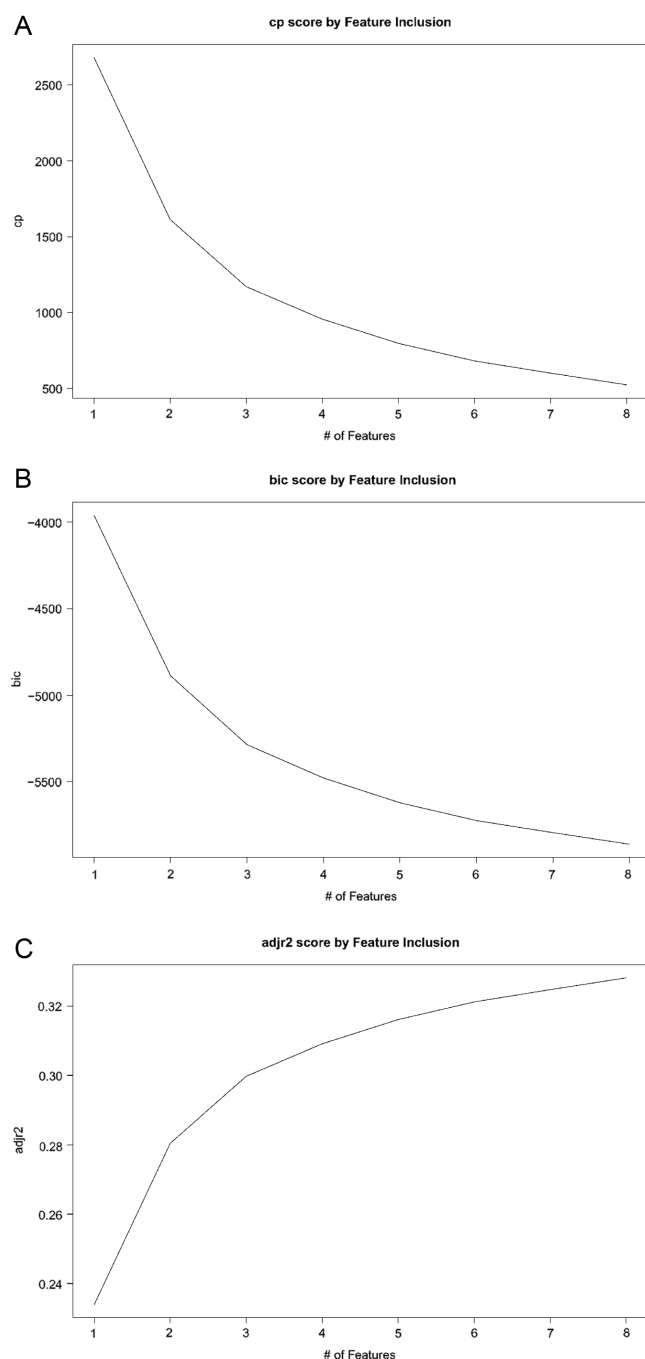 A
cp score by Feature Inclusion
2500
2000
1500
1000
500
cp
1 2 3 4 5 6 7 8
# of Features
B
bic score by Feature Inclusion
−4000
−4500
−5000
−5500
bic
1 2 3 4 5 6 7 8
# of Features
C
adjr2 score by Feature Inclusion
0.32
0.30
0.28
0.26
0.24
adjr2
1 2 3 4 5 6 7 8
# of Features